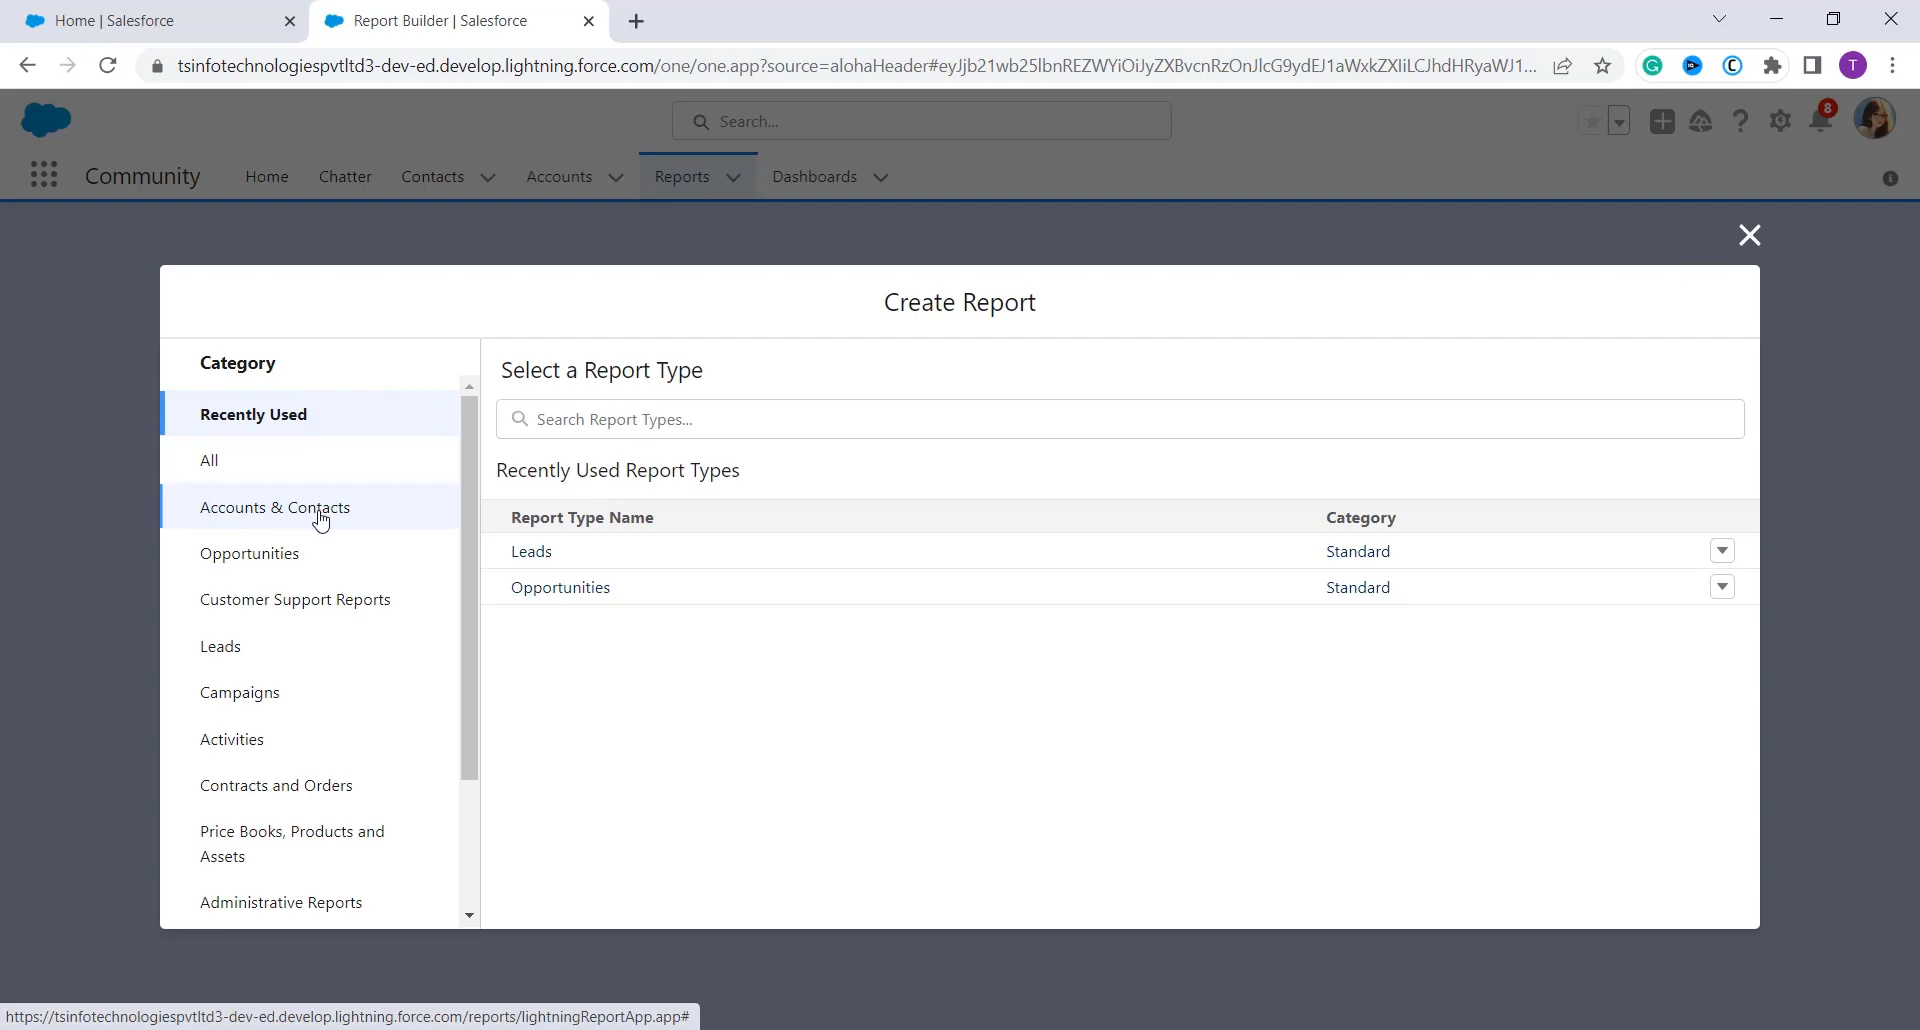 Home | Salesforce
Report Builder | Salesforce
tsinfotechnologiespvtltd3-dev-ed.develop.lightning.force.com/one/one.app?source=alohaHeader#eyJjb21wb25lbnREZWYiOiJyZXBvcnRzOnJlcG9ydEJ1aWxkZXIiLCJhdHRyaWJ1...
T
Search...
8
Community
Home
Chatter
Contacts
Accounts
Reports
Dashboards
Create Report
Category
Recently Used
All
Accounts & Contacts
Opportunities
Customer Support Reports
Leads
Campaigns
Activities
Contracts and Orders
Price Books, Products and
Assets
Administrative Reports
Select a Report Type
Search Report Types...
Recently Used Report Types
Report Type Name Category
Leads Standard
Opportunities Standard
https://tsinfotechnologiespvtltd3-dev-ed.develop.lightning.force.com/reports/lightningReportApp.app#